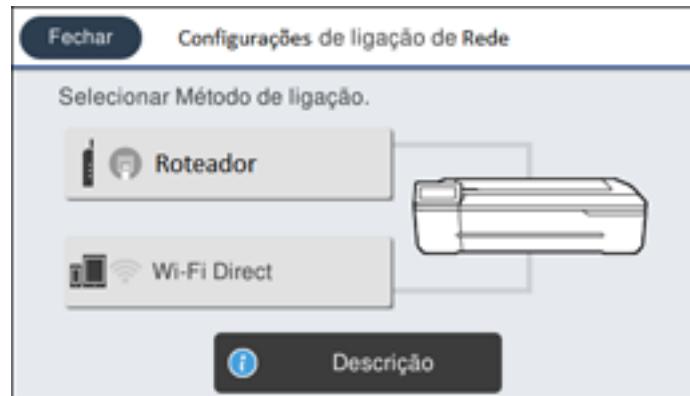 Fechar
Configurações de ligação de Rede
Selecionar Método de ligação.
Roteador
Wi-Fi Direct
Descrição